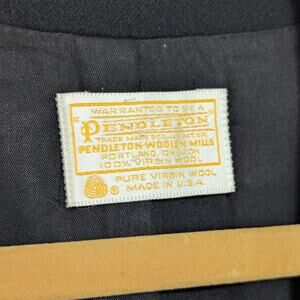 WARRANTED TO BE A
"PENDLETON"
TRADE MARK REG. U.S. PAT. OFF.
PENDLETON WOOLEN MILLS
PORTLAND, OREGON
100% VIRGIN WOOL
PURE VIRGIN WOOL
® MADE IN U.S.A.